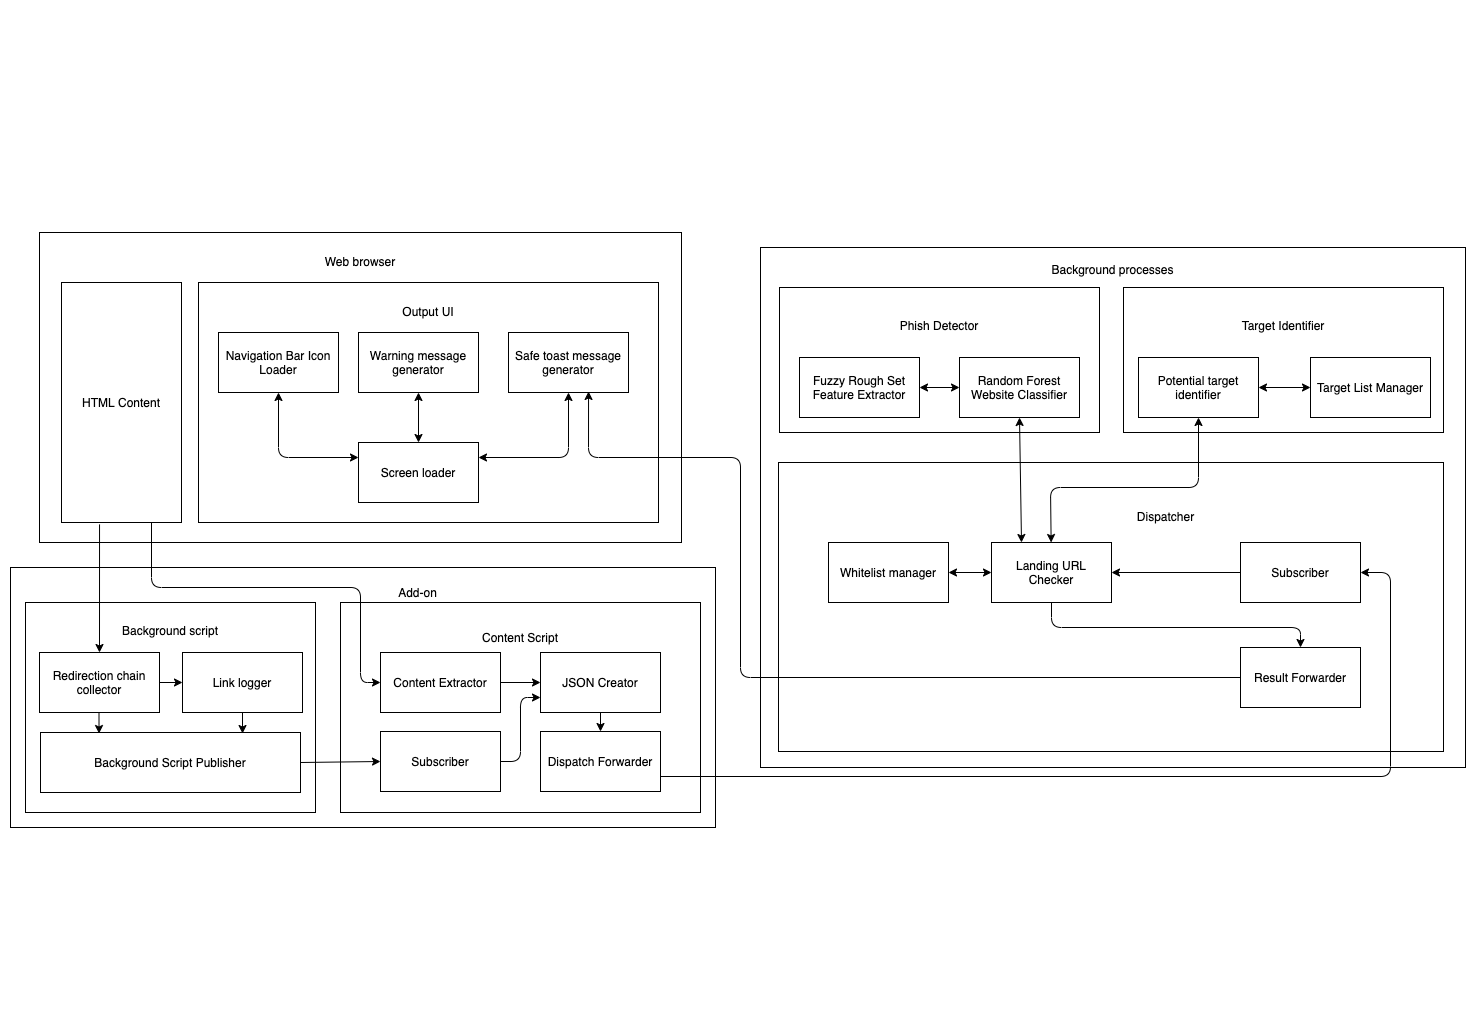 Web browser
HTML Content
Output UI
Navigation Bar Icon
Loader
Warning message
generator
Safe toast message
generator
Screen loader
Add-on
Background script
Redirection chain
collector
Link logger
Background Script Publisher
Content Script
Content Extractor
JSON Creator
Subscriber
Dispatch Forwarder
Background processes
Phish Detector
Fuzzy Rough Set
Feature Extractor
Random Forest
Website Classifier
Target Identifier
Potential target
identifier
Target List Manager
Dispatcher
Whitelist manager
Landing URL
Checker
Subscriber
Result Forwarder